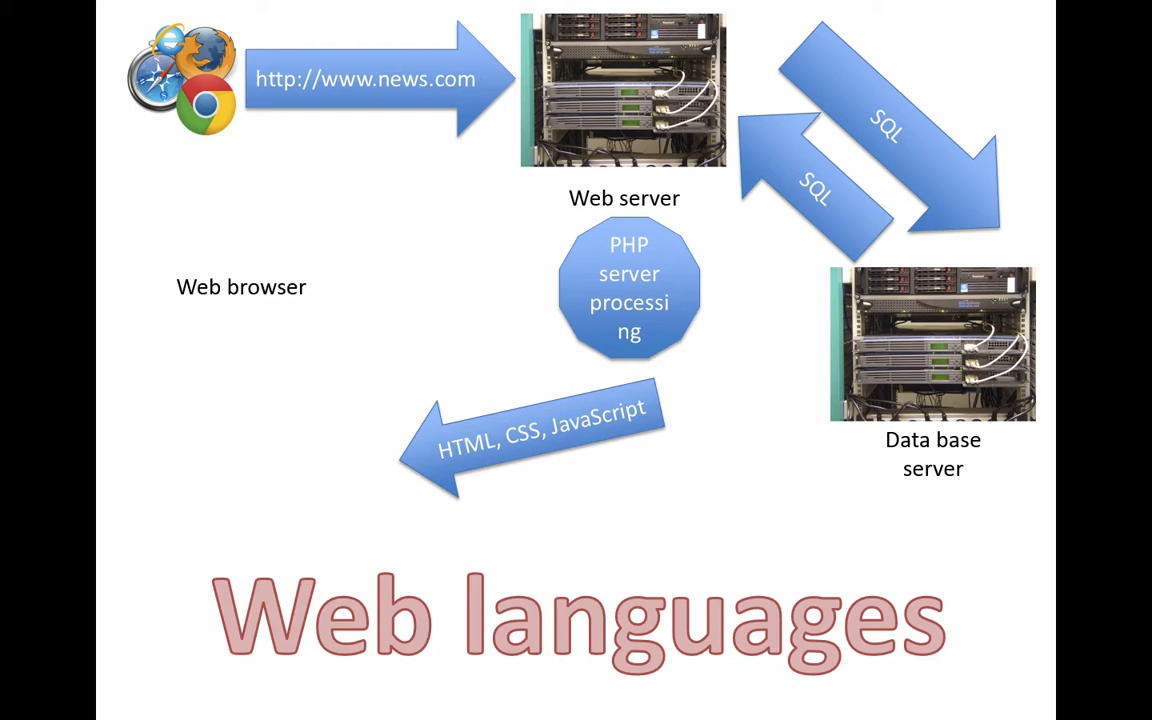 http://www.news.com
SQL
SQL
Web server
PHP
server
processi
ng
Web browser
HTML, CSS, JavaScript
Data base
server
Web languages